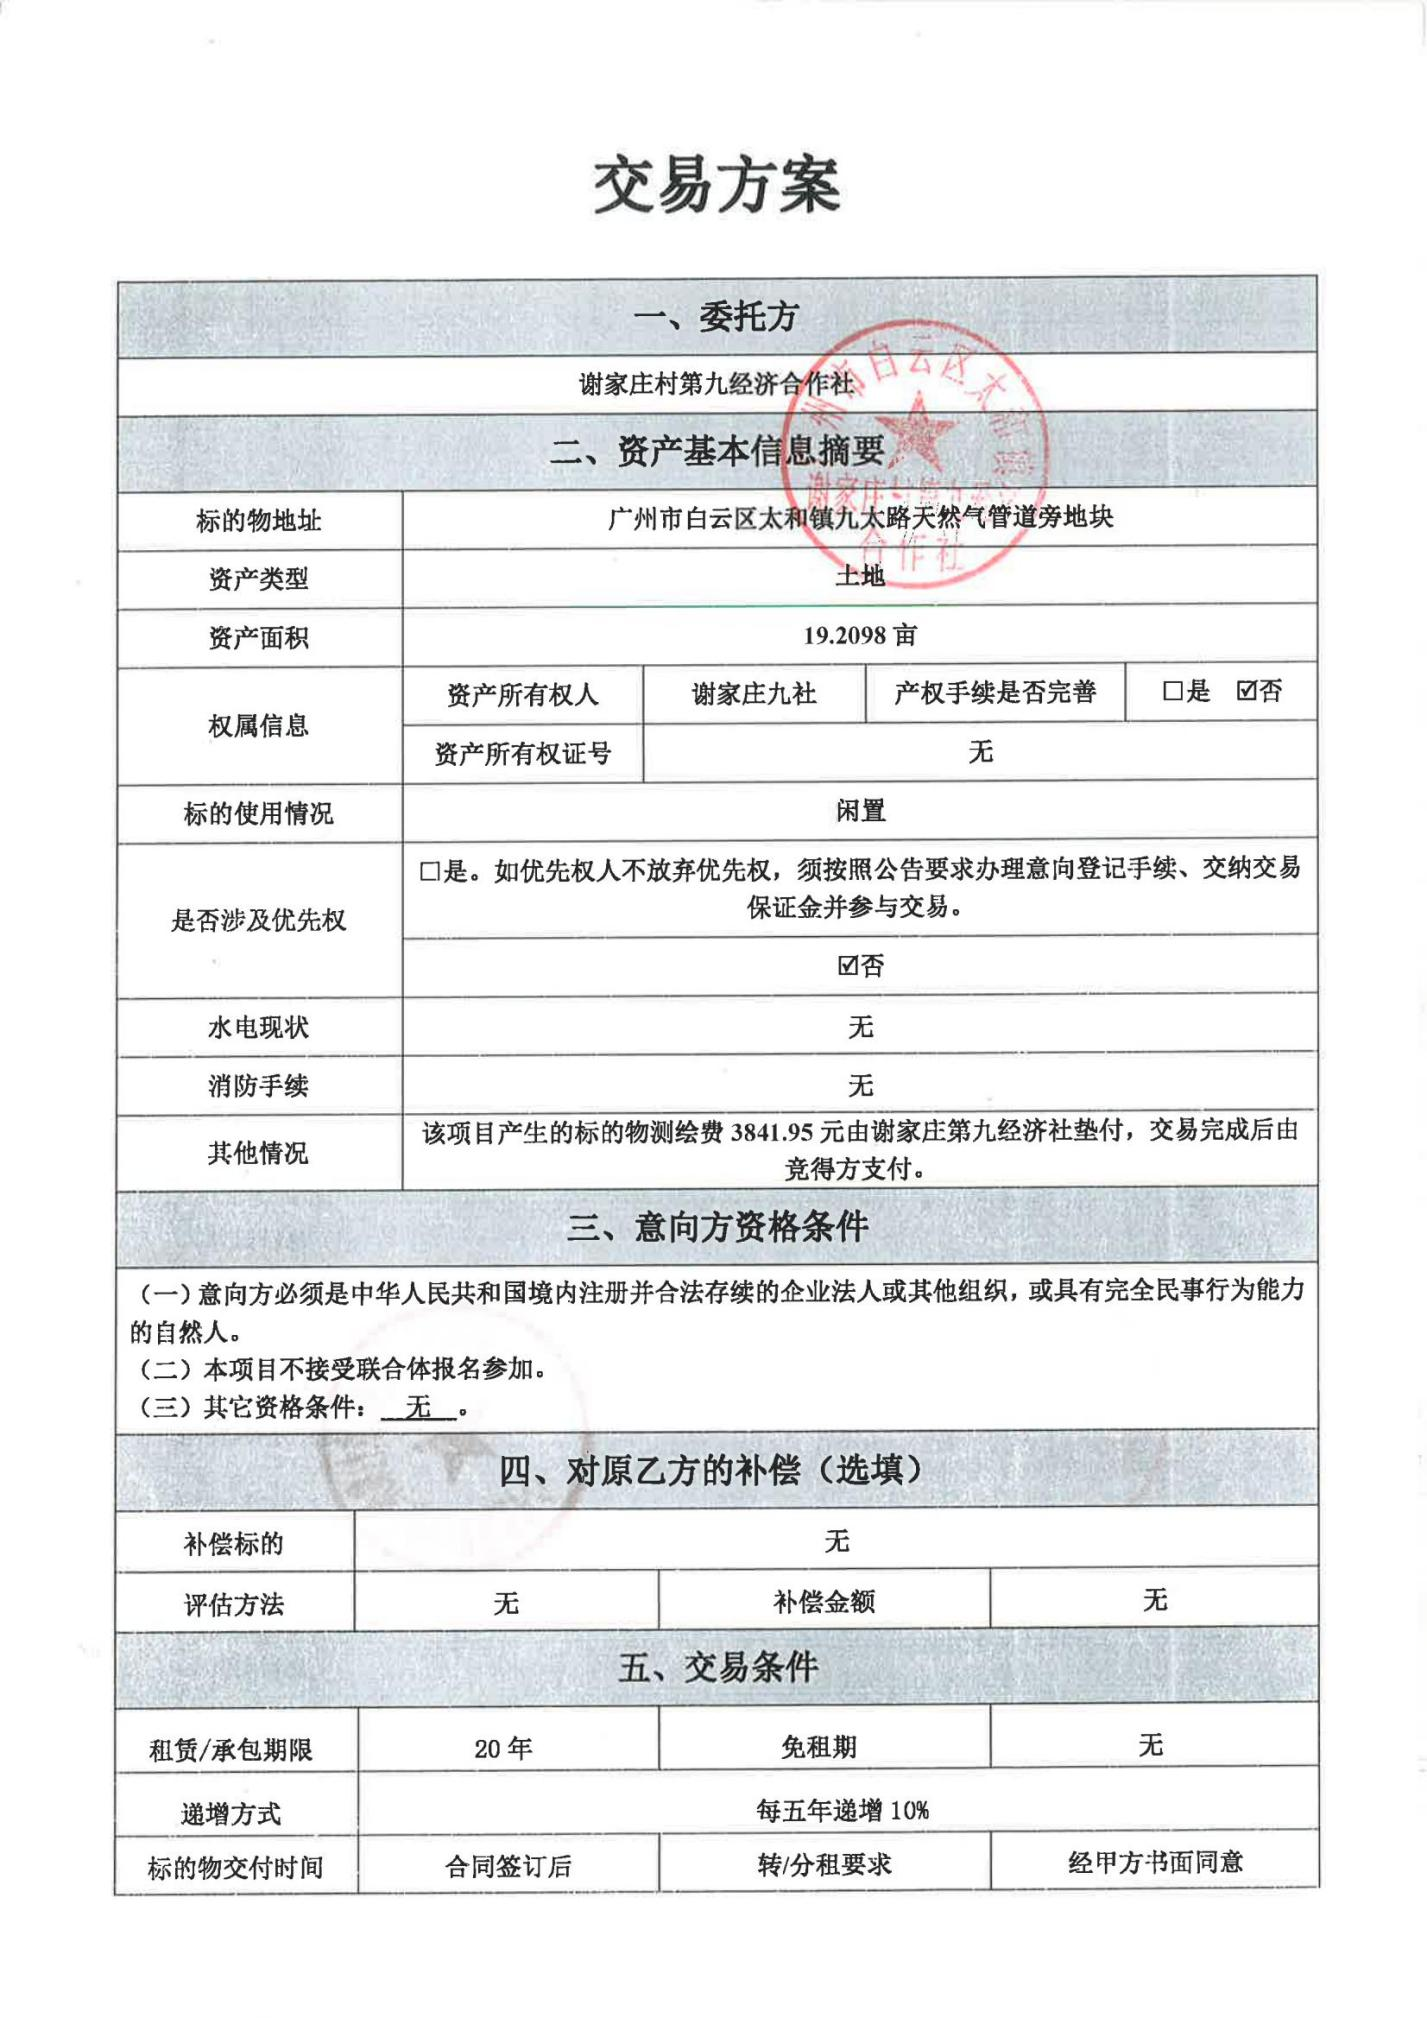 交易方案
一、委托方
谢家庄村第九经济合作社
二、资产基本信息摘要
标的物地址 广州市白云区太和镇九太路天然气管道旁地块
资产类型 土地
资产面积 19.2098 亩
权属信息 资产所有权人 谢家庄九社 产权手续是否完善 □是 ☑否
资产所有权证号 无
标的使用情况 闲置
是否涉及优先权 □是。如优先权人不放弃优先权，须按照公告要求办理意向登记手续、交纳交易
保证金并参与交易。
☑否
水电现状 无
消防手续 无
其他情况 该项目产生的标的物测绘费 3841.95 元由谢家庄第九经济社垫付，交易完成后由
竞得方支付。
三、意向方资格条件
（一）意向方必须是中华人民共和国境内注册并合法存续的企业法人或其他组织，或具有完全民事行为能力
的自然人。
（二）本项目不接受联合体报名参加。
（三）其它资格条件： 无 。
四、对原乙方的补偿（选填）
补偿标的 无
评估方法 无 补偿金额 无
五、交易条件
租赁/承包期限 20 年 免租期 无
递增方式 每五年递增 10%
标的物交付时间 合同签订后 转/分租要求 经甲方书面同意
州市白云区太和镇
谢家庄村第九
合作社